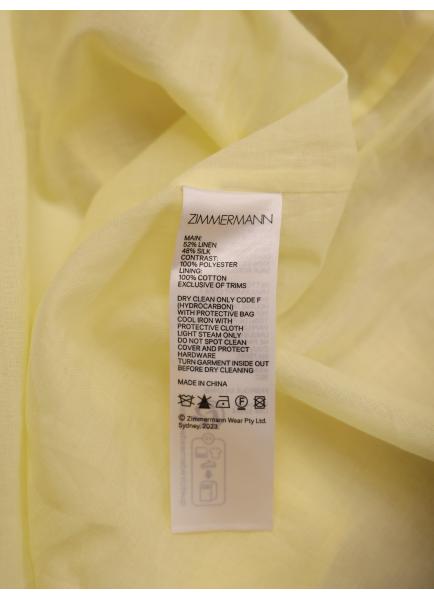 ZIMMERMANN
MAIN:
52% LINEN
48% SILK
CONTRAST:
100% POLYESTER
LINING:
100% COTTON
EXCLUSIVE OF TRIMS
DRY CLEAN ONLY CODE F
(HYDROCARBON)
WITH PROTECTIVE BAG
COOL IRON WITH
PROTECTIVE CLOTH
LIGHT STEAM ONLY
DO NOT SPOT CLEAN
COVER AND PROTECT
HARDWARE
TURN GARMENT INSIDE OUT
BEFORE DRY CLEANING
MADE IN CHINA
F
© Zimmermann Wear Pty Ltd.
Sydney, 2023